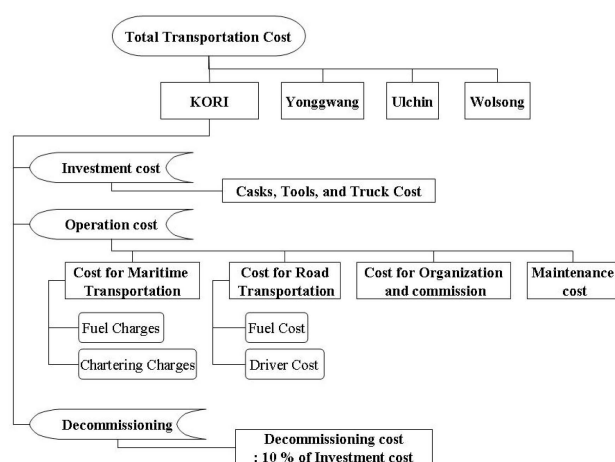 Total Transportation Cost
KORI
Yonggwang
Ulchin
Wolsong
Investment cost
Casks, Tools, and Truck Cost
Operation cost
Cost for Maritime
Transportation
Cost for Road
Transportation
Cost for Organization
and commission
Maintenance
cost
Fuel Charges
Fuel Cost
Chartering Charges
Driver Cost
Decommissioning
Decommissioning cost
: 10 % of Investment cost